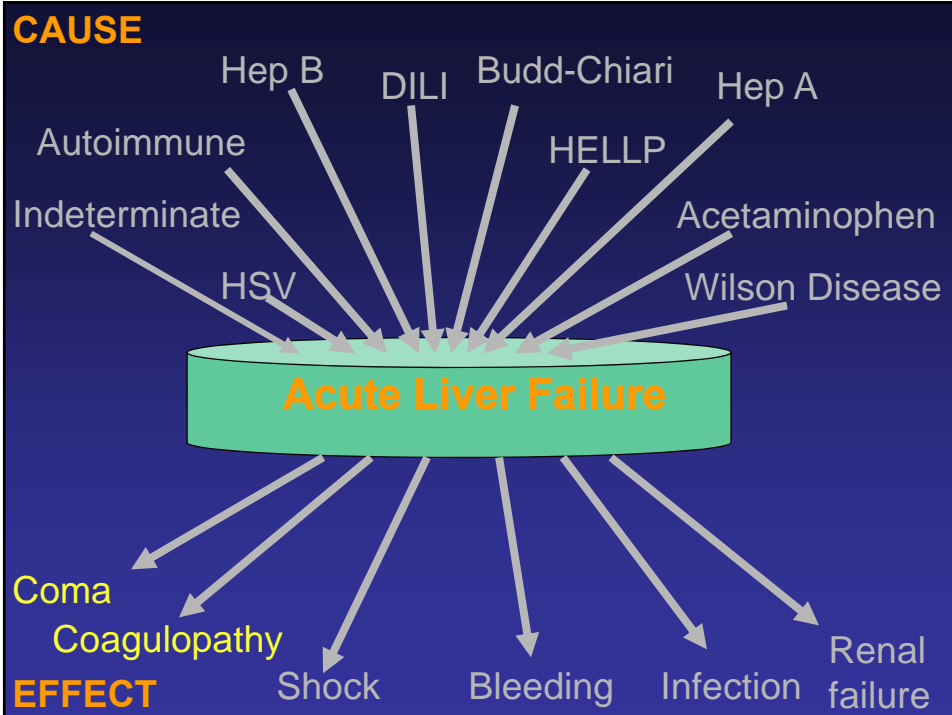 CAUSE
Hep B
DILI
Budd-Chiari
Hep A
Autoimmune
HELLP
Indeterminate
Acetaminophen
HSV
Wilson Disease
Acute Liver Failure
Coma
Coagulopathy
Shock
Bleeding
Infection
Renal
failure
EFFECT